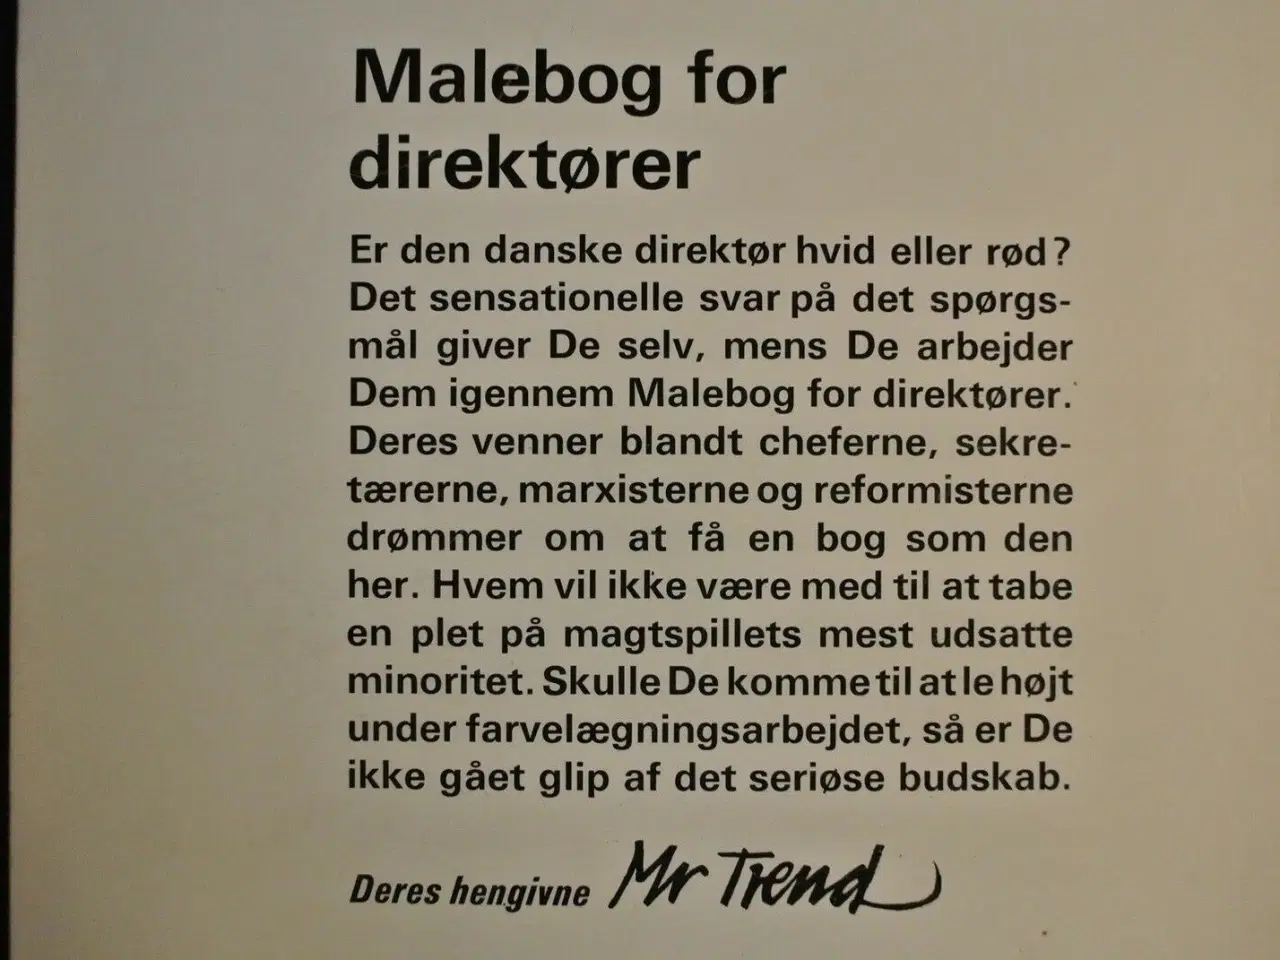 Malebog for
direktører
Er den danske direktør hvid eller rød?
Det sensationelle svar på det spørgs-
mål giver De selv, mens De arbejder
Dem igennem Malebog for direktører.
Deres venner blandt cheferne, sekre-
tærerne, marxisterne og reformisterne
drømmer om at få en bog som den
her. Hvem vil ikke være med til at tabe
en plet på magtspillets mest udsatte
minoritet. Skulle De komme til at le højt
under farvelægningsarbejdet, så er De
ikke gået glip af det seriøse budskab.
Deres hengivne Mr Trend